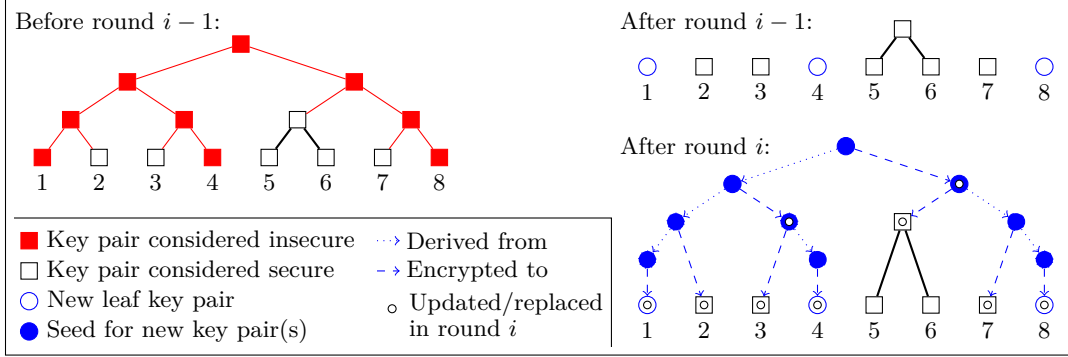 Before round i − 1:
1 2 3 4 5 6 7 8
Key pair considered insecure
Key pair considered secure
New leaf key pair
Seed for new key pair(s)
Derived from
Encrypted to
Updated/replaced
in round i
After round i−1:
1 2 3 4 5 6 7 8
After round i:
1 2 3 4 5 6 7 8